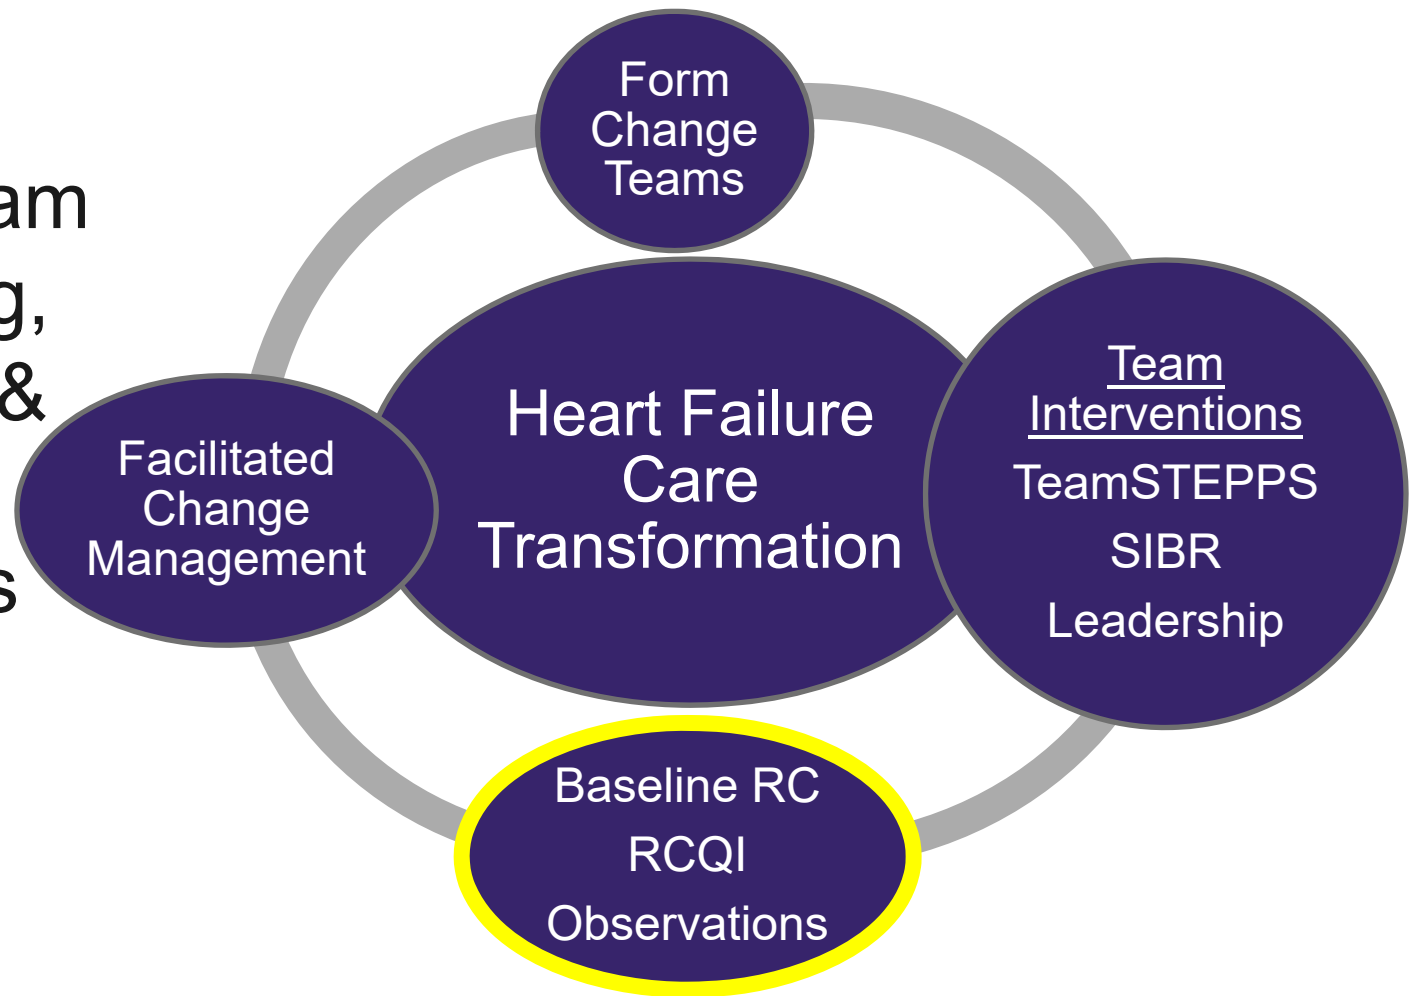 Form
Change
Teams
am
g,
&
s
Facilitated
Change
Management
Heart Failure
Care
Transformation
Team
Interventions
TeamSTEPPS
SIBR
Leadership
Baseline RC
RCQI
Observations